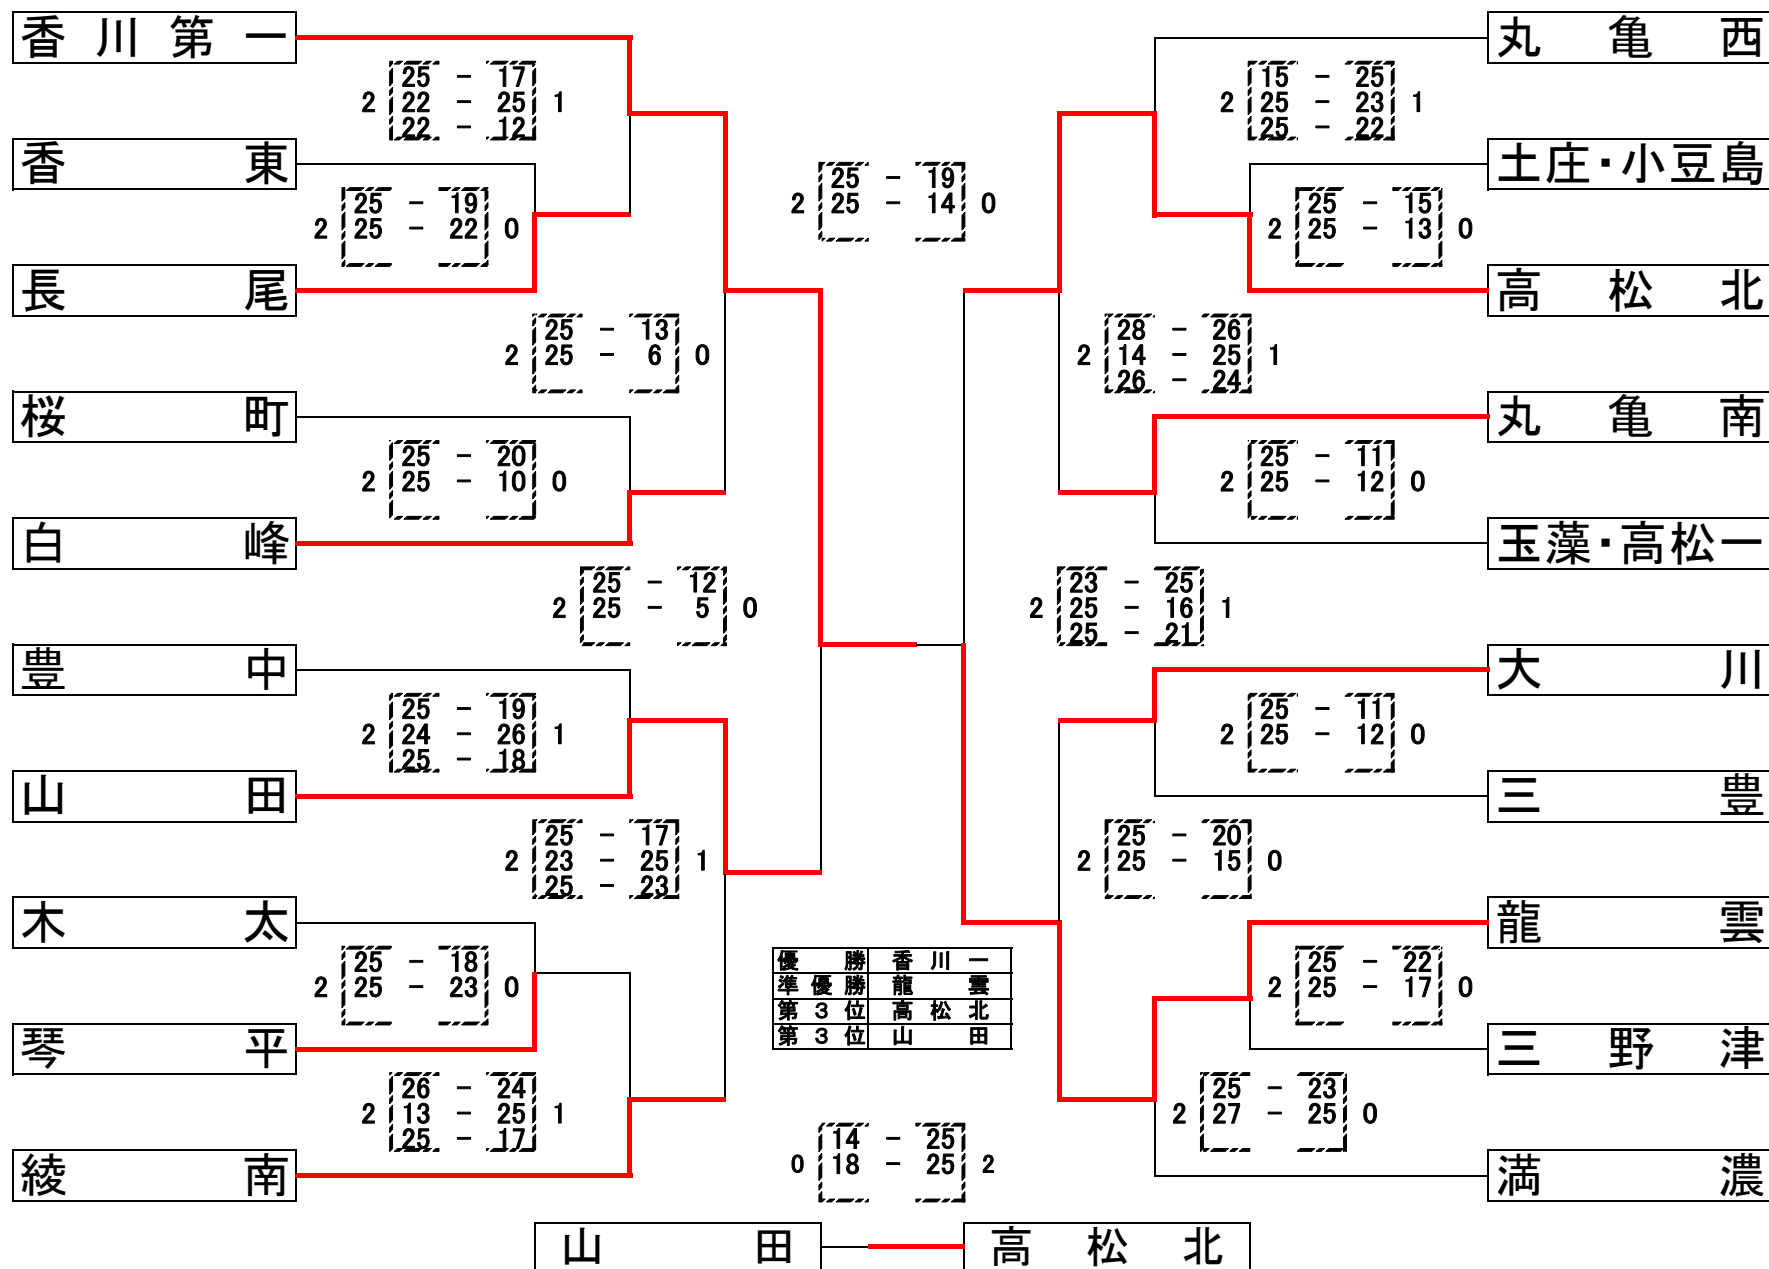 香川第一
丸亀西
25 - 17
2 22 - 25 1
22 - 12
15 - 25
2 25 - 23 1
25 - 22
香東
土庄・小豆島
25 - 19
2 25 - 14 0
25 - 19
2 25 - 22 0
25 - 15
2 25 - 13 0
長尾
高松北
25 - 13
2 25 - 6 0
28 - 26
2 14 - 25 1
26 - 24
桜町
丸亀南
25 - 20
2 25 - 10 0
25 - 11
2 25 - 12 0
白峰
玉藻・高松一
25 - 12
2 25 - 5 0
23 - 25
2 25 - 16 1
25 - 21
豊中
大川
25 - 19
2 24 - 26 1
25 - 18
25 - 11
2 25 - 12 0
山田
三豊
25 - 17
2 23 - 25 1
25 - 23
25 - 20
2 25 - 15 0
木太
龍雲
25 - 18
2 25 - 23 0
優勝 香川一
準優勝 龍雲
第3位 高松北
第3位 山田
25 - 22
2 25 - 17 0
琴平
三野津
26 - 24
2 13 - 25 1
25 - 17
25 - 23
2 27 - 25 0
14 - 25
0 18 - 25 2
綾南
満濃
山田
高松北